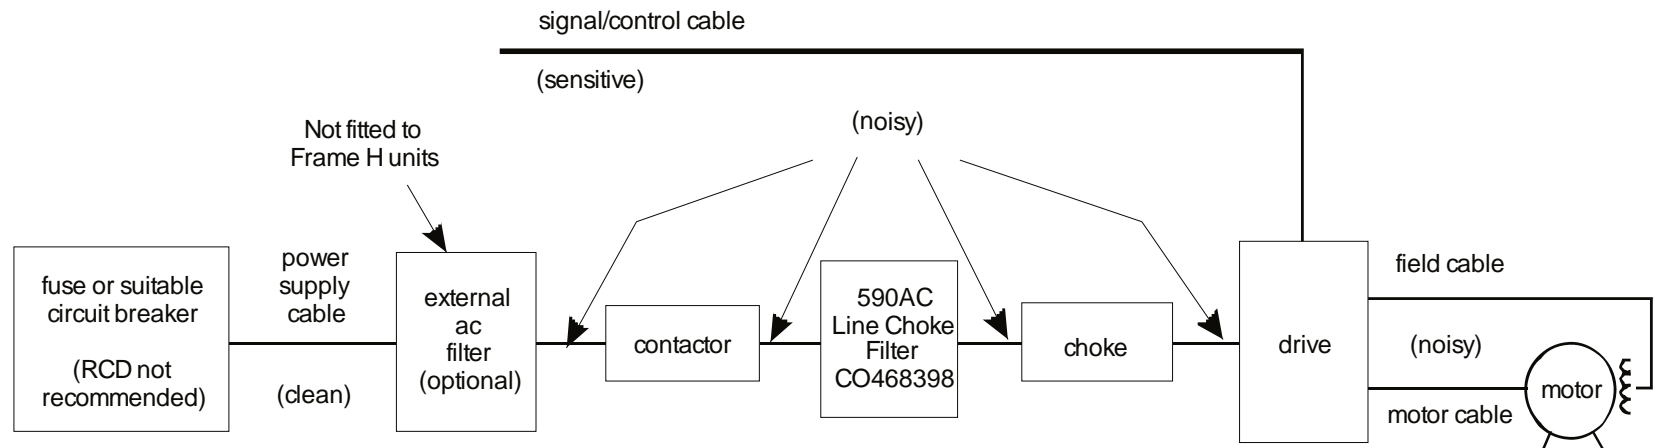 signal/control cable
(sensitive)
(noisy)
Not fitted to
Frame H units
fuse or suitable
circuit breaker
(RCD not
recommended)
power
supply
cable
(clean)
external
ac
filter
(optional)
contactor
590AC
Line Choke
Filter
CO468398
choke
drive
field cable
(noisy)
motor cable
motor